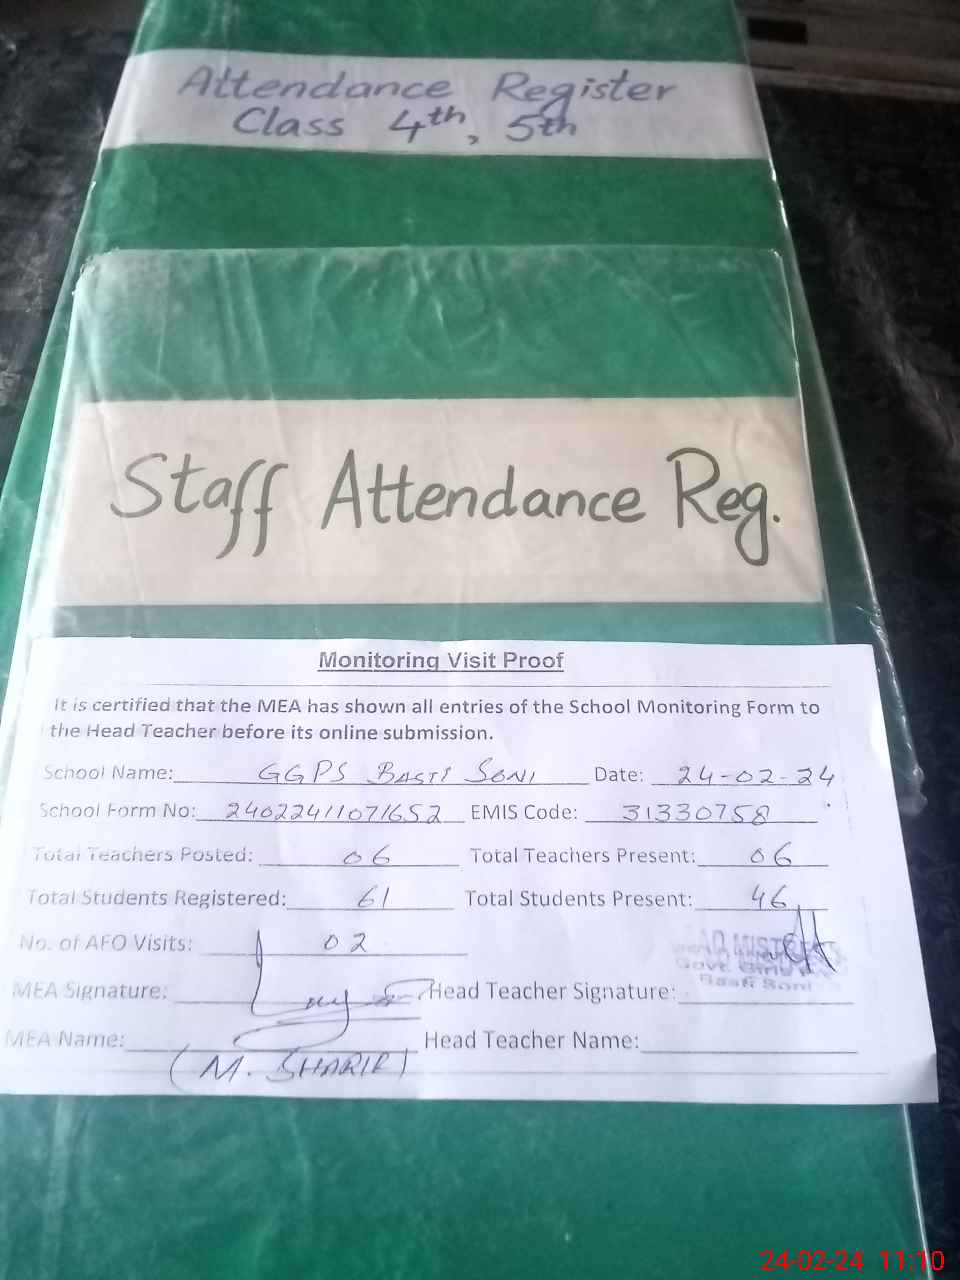 Attendance Register
Class 4th, 5th
Staff Attendance Reg.
Monitoring Visit Proof
It is certified that the MEA has shown all entries of the School Monitoring Form to
the Head Teacher before its online submission.
School Name: GGPS BASTI SONI Date: 24-02-24
School Form No: 24022411071652 EMIS Code: 31330758
Total Teachers Posted: 06 Total Teachers Present: 06
Total Students Registered: 61 Total Students Present: 46
No. of AFO Visits: 02
Govt. Girls
Basti Soni
MEA Signature: Head Teacher Signature:
MEA Name: Head Teacher Name:
(M. SHARIF)
24-02-24 11:10